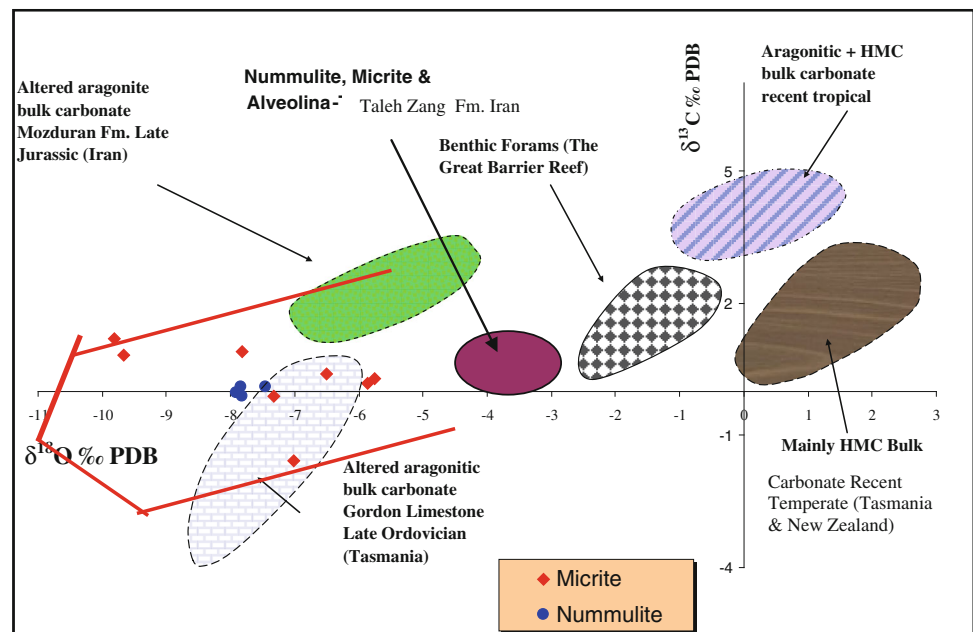 Altered aragonite
bulk carbonate
Mozduran Fm. Late
Jurassic (Iran)
Nummulite, Micrite &
Alveolina- Taleh Zang Fm. Iran
Benthic Forams (The
Great Barrier Reef)
δ13C ‰ PDB
Aragonitic + HMC
bulk carbonate
recent tropical
5
2
-1
-4
-11 -10 -9 -8 -7 -6 -5 -4 -3 -2 -1 0 1 2 3
δ18O ‰ PDB
Altered aragonitic
bulk carbonate
Gordon Limestone
Late Ordovician
(Tasmania)
Mainly HMC Bulk
Carbonate Recent
Temperate (Tasmania
& New Zealand)
Micrite
Nummulite